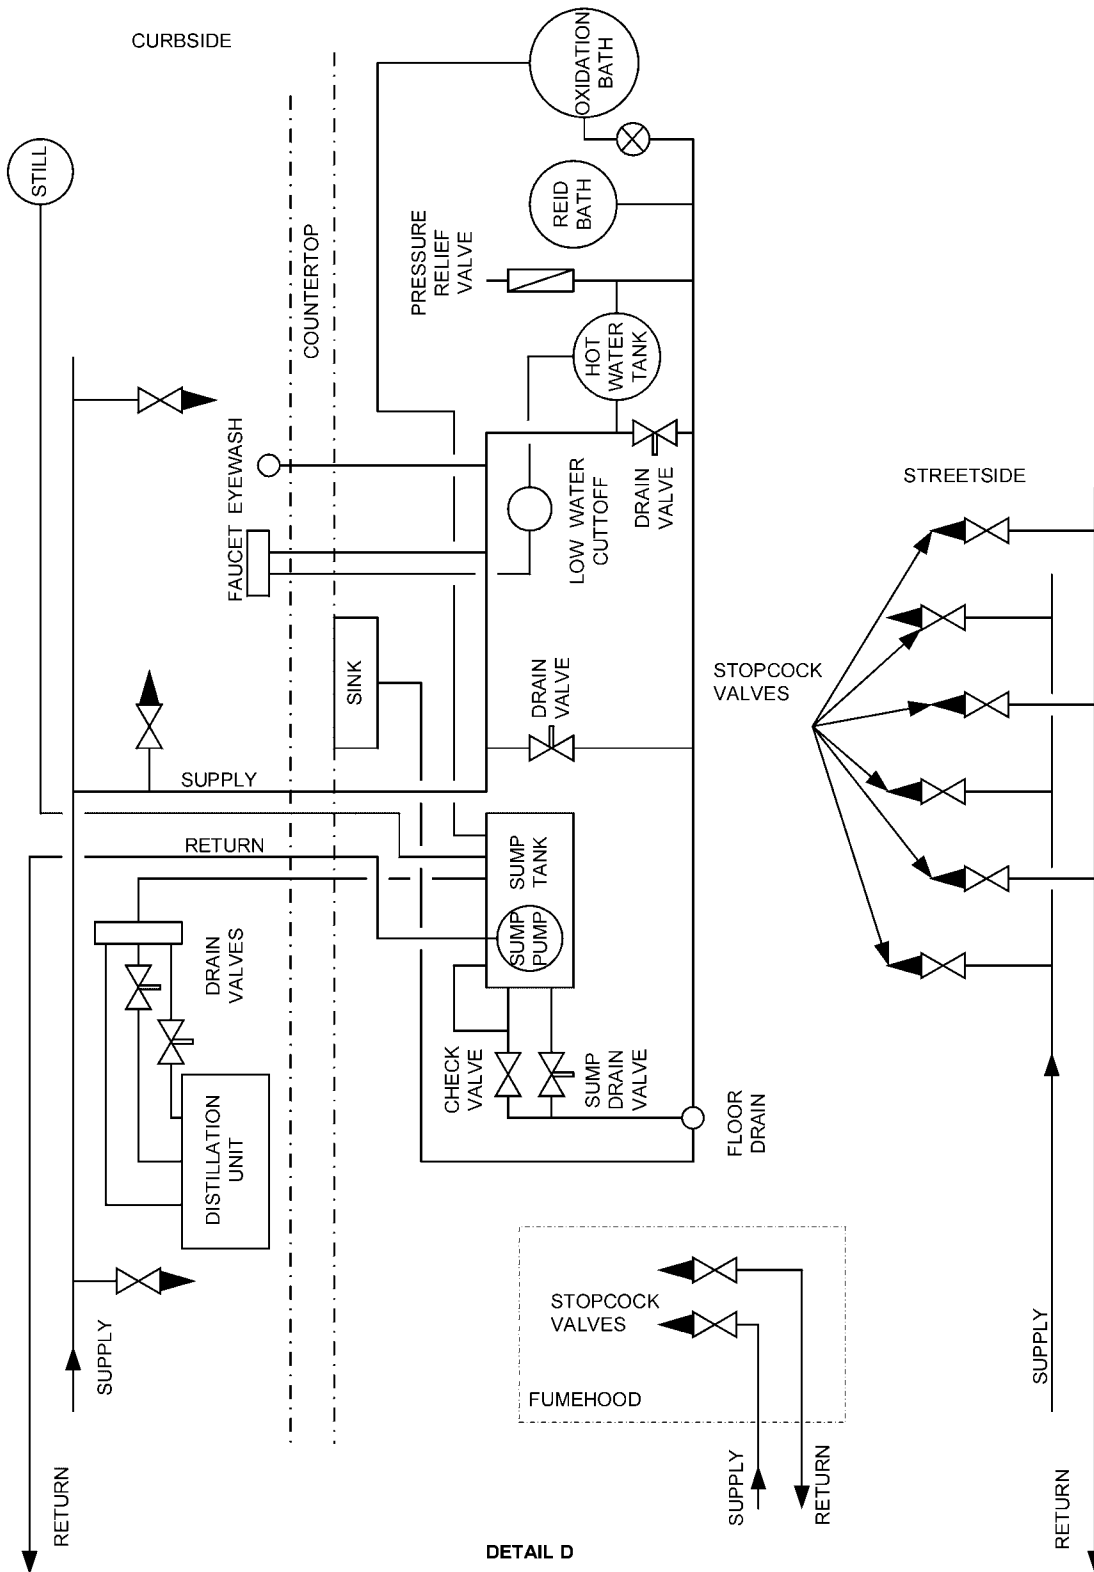 CURBSIDE
OXIDATION
BATH
STILL
REID
BATH
PRESSURE
RELIEF
VALVE
COUNTERTOP
HOT
WATER
TANK
FAUCET EYEWASH
LOW WATER
CUTTOFF
DRAIN
VALVE
STREETSIDE
SINK
DRAIN
VALVE
STOPCOCK
VALVES
SUPPLY
RETURN
SUMP
TANK
SUMP
PUMP
DRAIN
VALVES
CHECK
VALVE
SUMP
DRAIN
VALVE
FLOOR
DRAIN
DISTILLATION
UNIT
STOPCOCK
VALVES
FUMEHOOD
SUPPLY
SUPPLY
RETURN
SUPPLY
RETURN
RETURN
DETAIL D